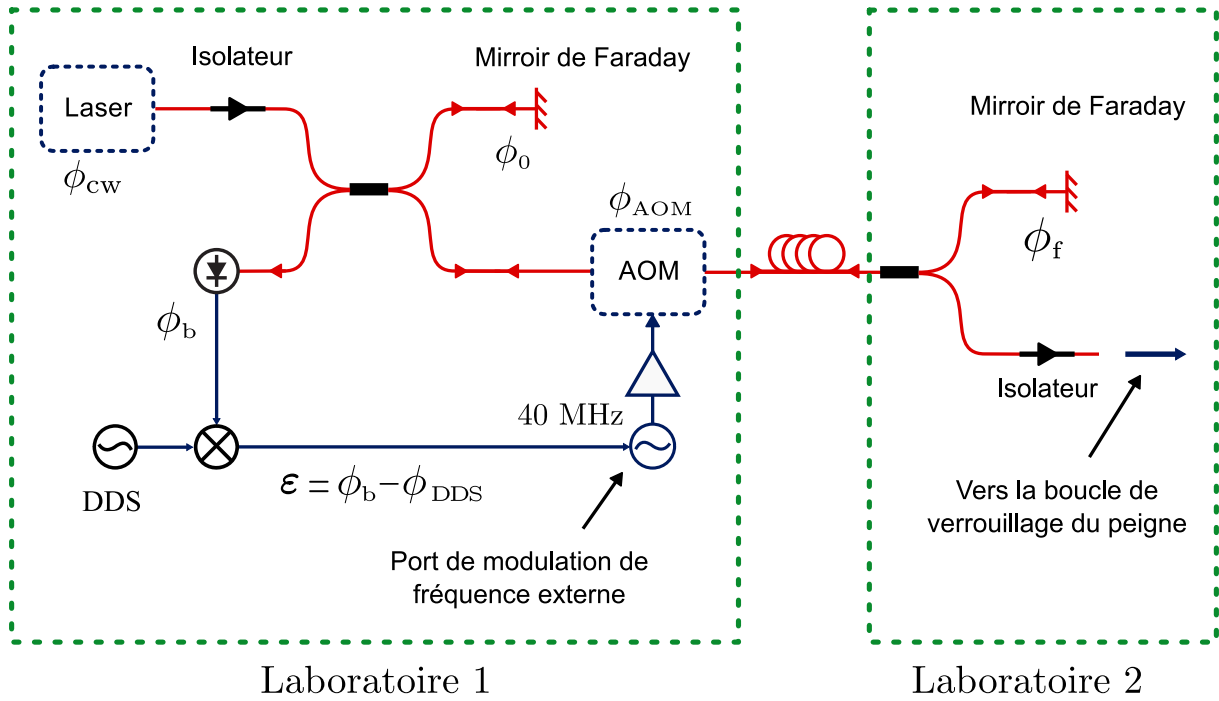 Isolateur
Mirroir de Faraday
Laser
ϕcw
ϕ0
Mirroir de Faraday
ϕAOM
AOM
ϕf
ϕb
40 MHz
Isolateur
DDS
ε = ϕb−ϕDDS
Port de modulation de
fréquence externe
Vers la boucle de
verrouillage du peigne
Laboratoire 1
Laboratoire 2